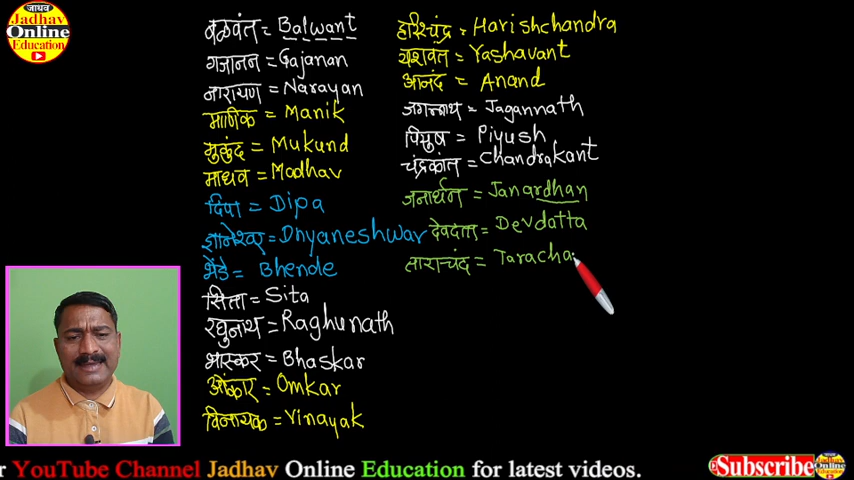 जाधव
Jadhav
Online
Education
बळवंत = Balwant
गजानन = Gajanan
नारायण = Narayan
माणिक = Manik
मुकुंद = Mukund
माधव = Madhav
दिपा = Dipa
ज्ञानेश्वर = Dnyaneshwar
भेंडे = Bhende
सिता = Sita
रघुनाथ = Raghunath
भास्कर = Bhaskar
ओंकार = Omkar
विनायक = Vinayak
हरिश्चंद्र = Harishchandra
यशवंत = Yashavant
आनंद = Anand
जगन्नाथ = Jagannath
पियुष = Piyush
चंद्रकांत = Chandrakant
जनार्धन = Janardhan
देवदत्त = Devdatta
ताराचंद = Taracha
r YouTube Channel Jadhav Online Education for latest videos.
Subscribe